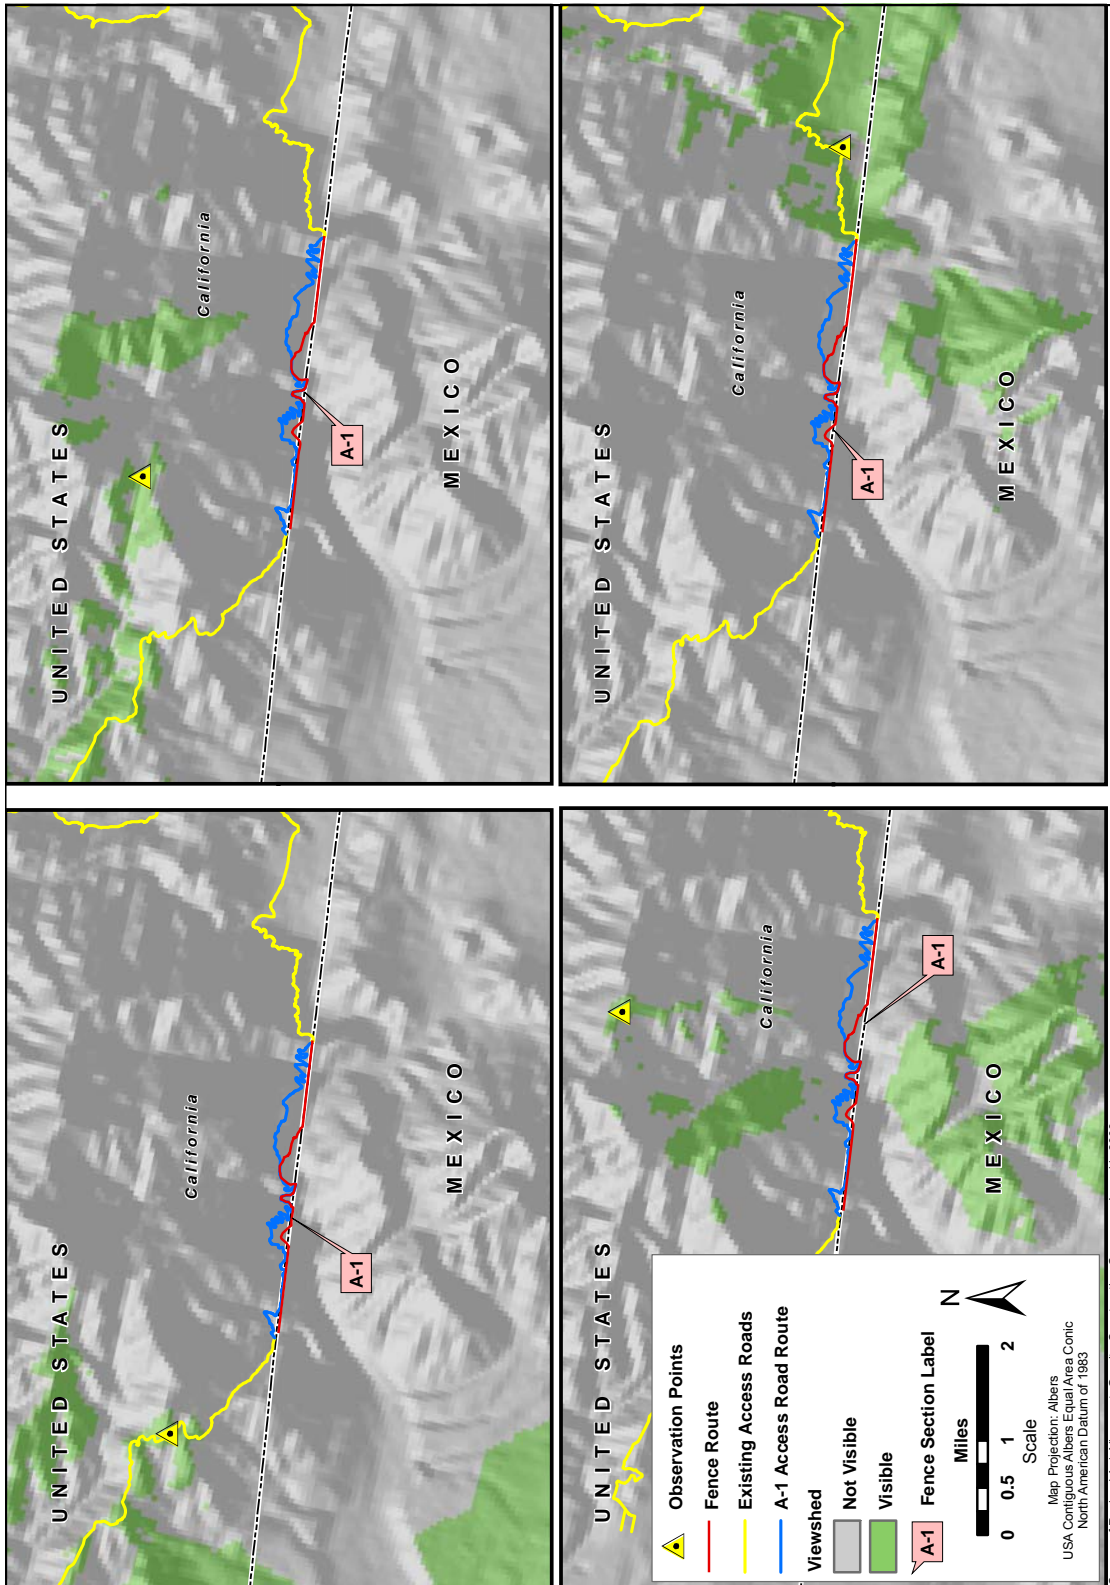 UNITED STATES
California
A-1
MEXICO
UNITED STATES
California
A-1
MEXICO
UNITED STATES
California
A-1
MEXICO
UNITED STATES
California
A-1
MEXICO
Observation Points
Fence Route
Existing Access Roads
A-1 Access Road Route
Viewshed
Not Visible
Visible
A-1 Fence Section Label
N
Miles
0 0.5 1 2
Scale
Map Projection: Albers
USA Contiguous Albers Equal Area Conic
North American Datum of 1983